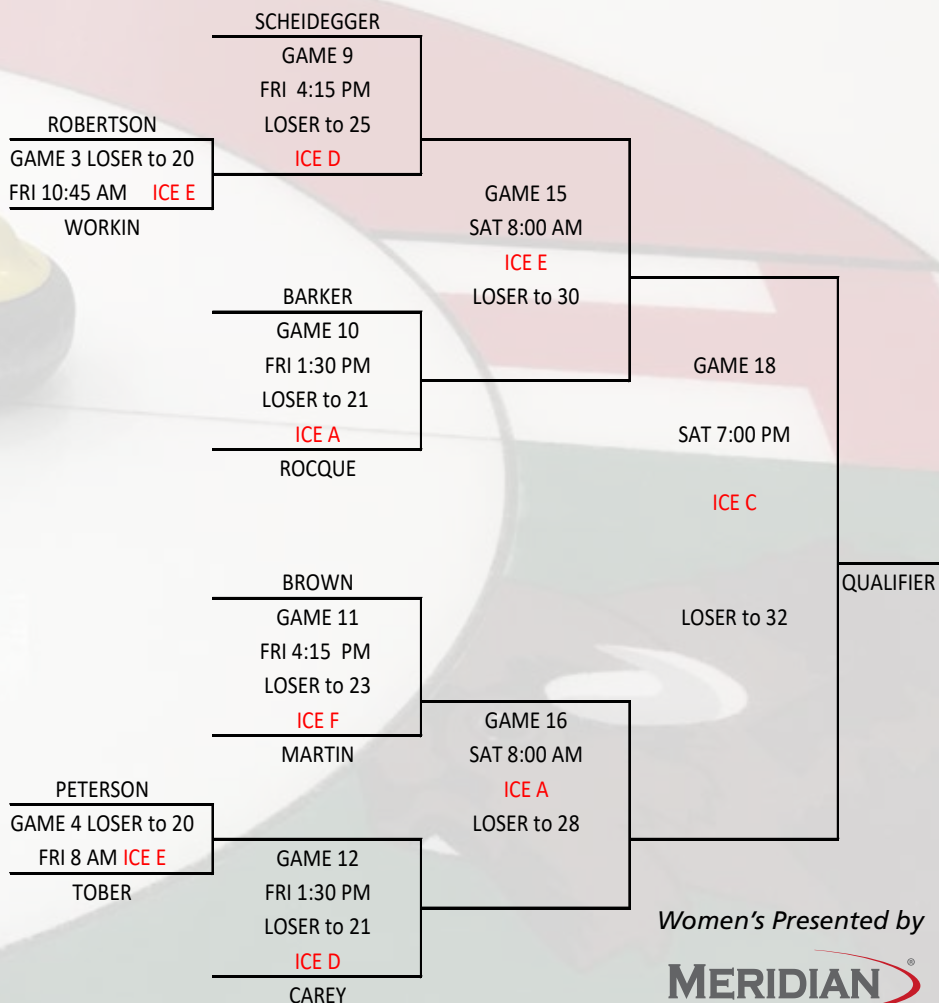 SCHEIDEGGER
GAME 9
FRI 4:15 PM
LOSER to 25
ICE D
ROBERTSON
GAME 3 LOSER to 20
FRI 10:45 AM ICE E
WORKIN
GAME 15
SAT 8:00 AM
ICE E
LOSER to 30
BARKER
GAME 10
FRI 1:30 PM
LOSER to 21
ICE A
ROCQUE
GAME 18
SAT 7:00 PM
ICE C
LOSER to 32
QUALIFIER
BROWN
GAME 11
FRI 4:15 PM
LOSER to 23
ICE F
MARTIN
GAME 16
SAT 8:00 AM
ICE A
LOSER to 28
PETERSON
GAME 4 LOSER to 20
FRI 8 AM ICE E
TOBER
GAME 12
FRI 1:30 PM
LOSER to 21
ICE D
CAREY
Women's Presented by
MERIDIAN®